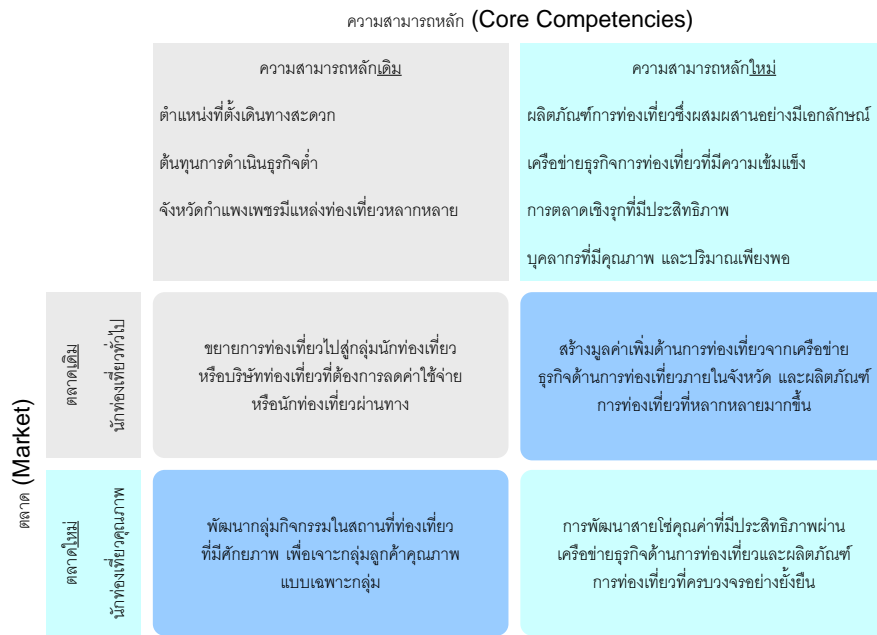 ความสามารถหลัก (Core Competencies)
ความสามารถหลักเดิม
ตำแหน่งที่ตั้งเดินทางสะดวก
ต้นทุนการดำเนินธุรกิจต่ำ
จังหวัดกำแพงเพชรมีแหล่งท่องเที่ยวหลากหลาย
ความสามารถหลักใหม่
ผลิตภัณฑ์การท่องเที่ยวซึ่งผสมผสานอย่างมีเอกลักษณ์
เครือข่ายธุรกิจการท่องเที่ยวที่มีความเข้มแข็ง
การตลาดเชิงรุกที่มีประสิทธิภาพ
บุคลากรที่มีคุณภาพ และปริมาณเพียงพอ
ตลาด (Market)
ตลาดเดิม
นักท่องเที่ยวทั่วไป
ขยายการท่องเที่ยวไปสู่กลุ่มนักท่องเที่ยว
หรือบริษัทท่องเที่ยวที่ต้องการลดค่าใช้จ่าย
หรือนักท่องเที่ยวผ่านทาง
สร้างมูลค่าเพิ่มด้านการท่องเที่ยวจากเครือข่าย
ธุรกิจด้านการท่องเที่ยวภายในจังหวัด และผลิตภัณฑ์
การท่องเที่ยวที่หลากหลายมากขึ้น
ตลาดใหม่
นักท่องเที่ยวคุณภาพ
พัฒนากลุ่มกิจกรรมในสถานที่ท่องเที่ยว
ที่มีศักยภาพ เพื่อเจาะกลุ่มลูกค้าคุณภาพ
แบบเฉพาะกลุ่ม
การพัฒนาสายโซ่คุณค่าที่มีประสิทธิภาพผ่าน
เครือข่ายธุรกิจด้านการท่องเที่ยวและผลิตภัณฑ์
การท่องเที่ยวที่ครบวงจรอย่างยั่งยืน